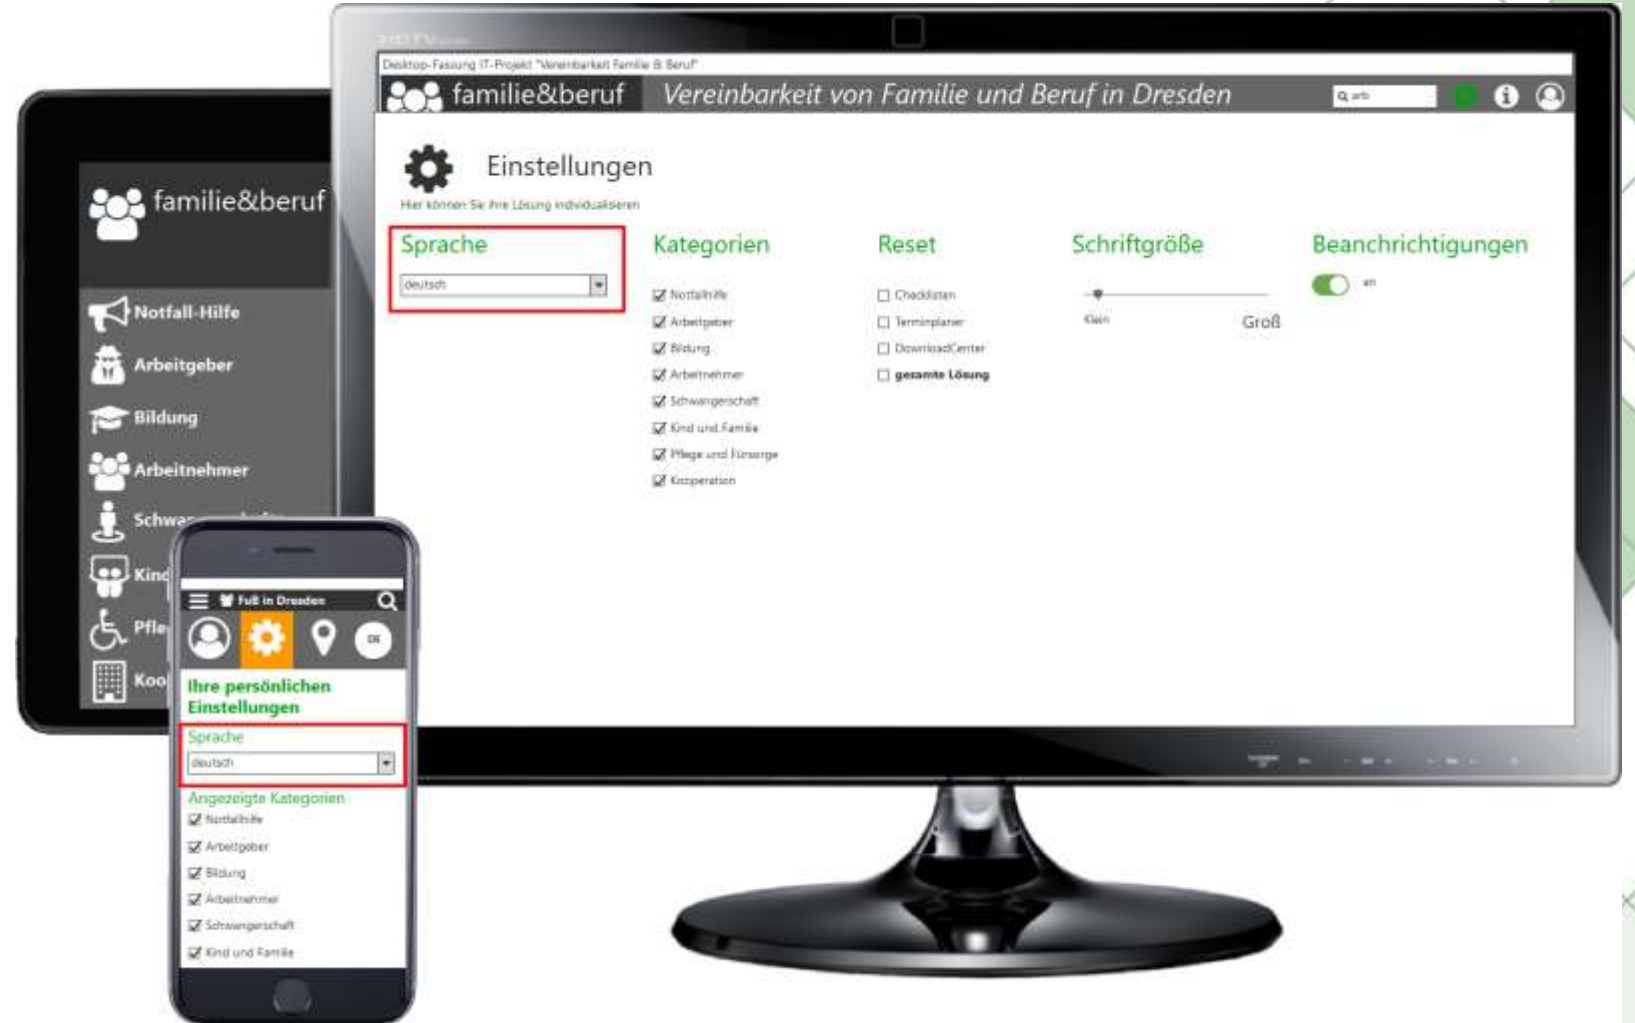 Desktop-Fassung IT-Projekt "Vereinbarkeit Familie & Beruf"
familie&beruf
Vereinbarkeit von Familie und Beruf in Dresden
arb
Einstellungen
Hier können Sie ihre Lösung individualisieren
Sprache
deutsch
Kategorien
Notfallhilfe
Arbeitgeber
Bildung
Arbeitnehmer
Schwangerschaft
Kind und Familie
Pflege und Fürsorge
Kooperation
Reset
Checklisten
Terminplaner
DownloadCenter
gesamte Lösung
Schriftgröße
Klein
Groß
Beanchrichtigungen
an
familie&beruf
Notfall-Hilfe
Arbeitgeber
Bildung
Arbeitnehmer
FuB in Dresden
DE
Ihre persönlichen
Einstellungen
Sprache
deutsch
Angezeigte Kategorien
Notfallhilfe
Arbeitgeber
Bildung
Arbeitnehmer
Schwangerschaft
Kind und Familie